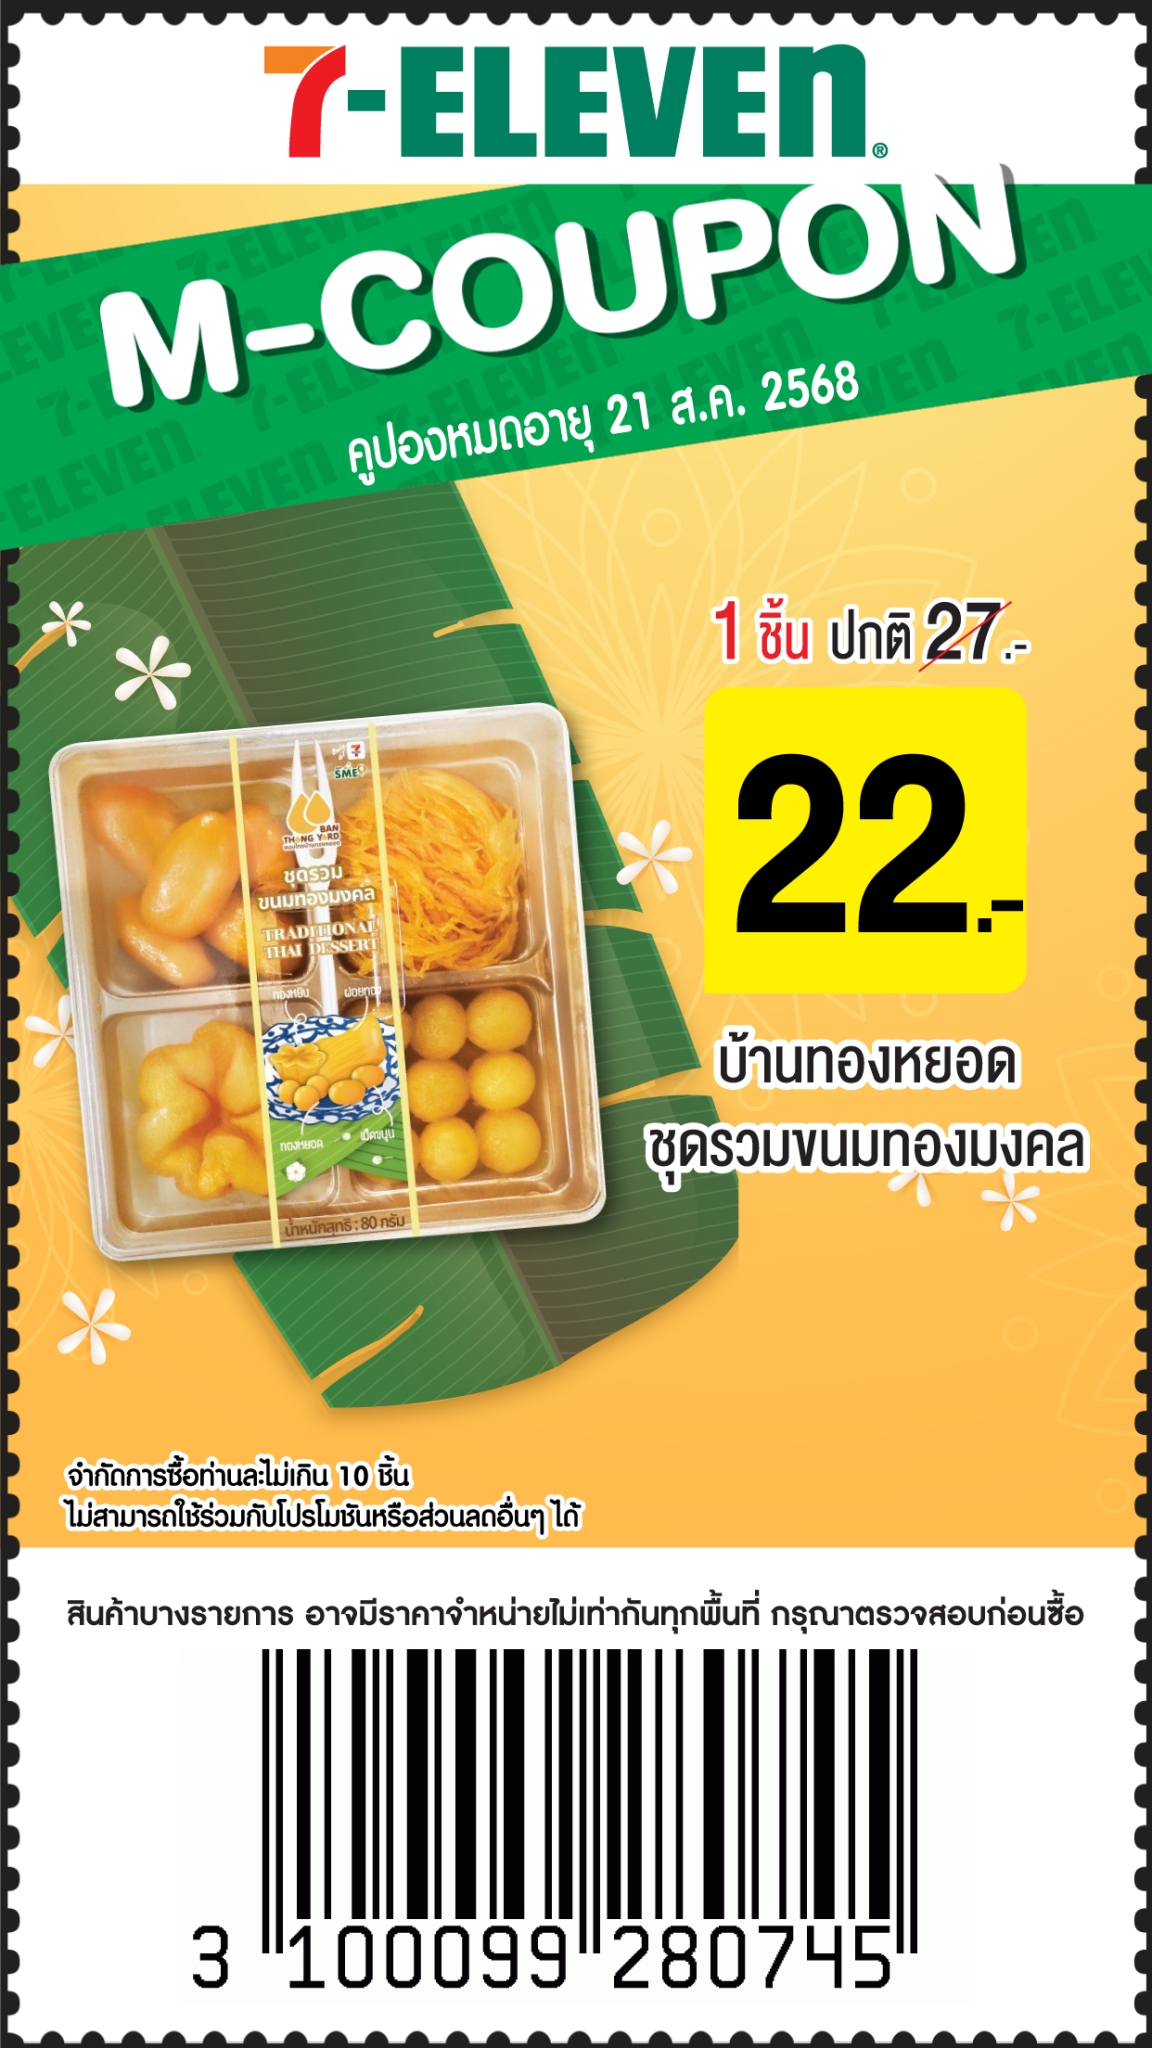 7-ELEVEN®
M-COUPON
คูปองหมดอายุ 21 ส.ค. 2568
1 ชิ้น ปกติ 27.-
22.-
บ้านทองหยอด
ชุดรวมขนมทองมงคล
SME
BAN
THONG YORD
ชุดรวม
ขนมทองมงคล
TRADITIONAL
THAI DESSERT
ทองหยิบ ฝอยทอง
ทองหยอด เม็ดขนุน
น้ำหนักสุทธิ : 80 กรัม
จำกัดการซื้อท่านละไม่เกิน 10 ชิ้น
ไม่สามารถใช้ร่วมกับโปรโมชันหรือส่วนลดอื่นๆ ได้
สินค้าบางรายการ อาจมีราคาจำหน่ายไม่เท่ากันทุกพื้นที่ กรุณาตรวจสอบก่อนซื้อ
3 100099 280745